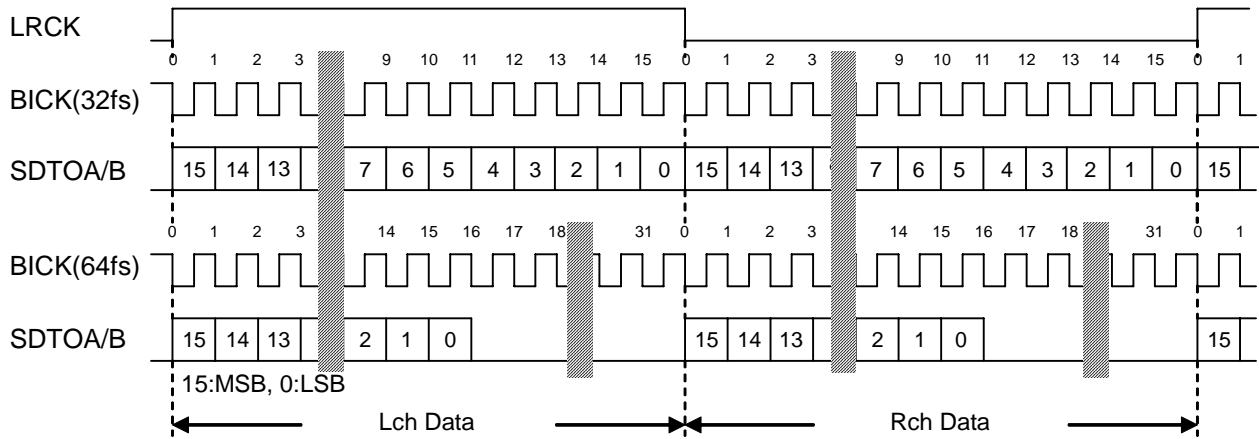 LRCK
0 1 2 3 9 10 11 12 13 14 15 0 1 2 3 9 10 11 12 13 14 15 0 1
BICK(32fs)
SDTOA/B 15 14 13 7 6 5 4 3 2 1 0 15 14 13 7 6 5 4 3 2 1 0 15
0 1 2 3 14 15 16 17 18 31 0 1 2 3 14 15 16 17 18 31 0 1
BICK(64fs)
SDTOA/B 15 14 13 2 1 0 15 14 13 2 1 0 15
15:MSB, 0:LSB
Lch Data Rch Data